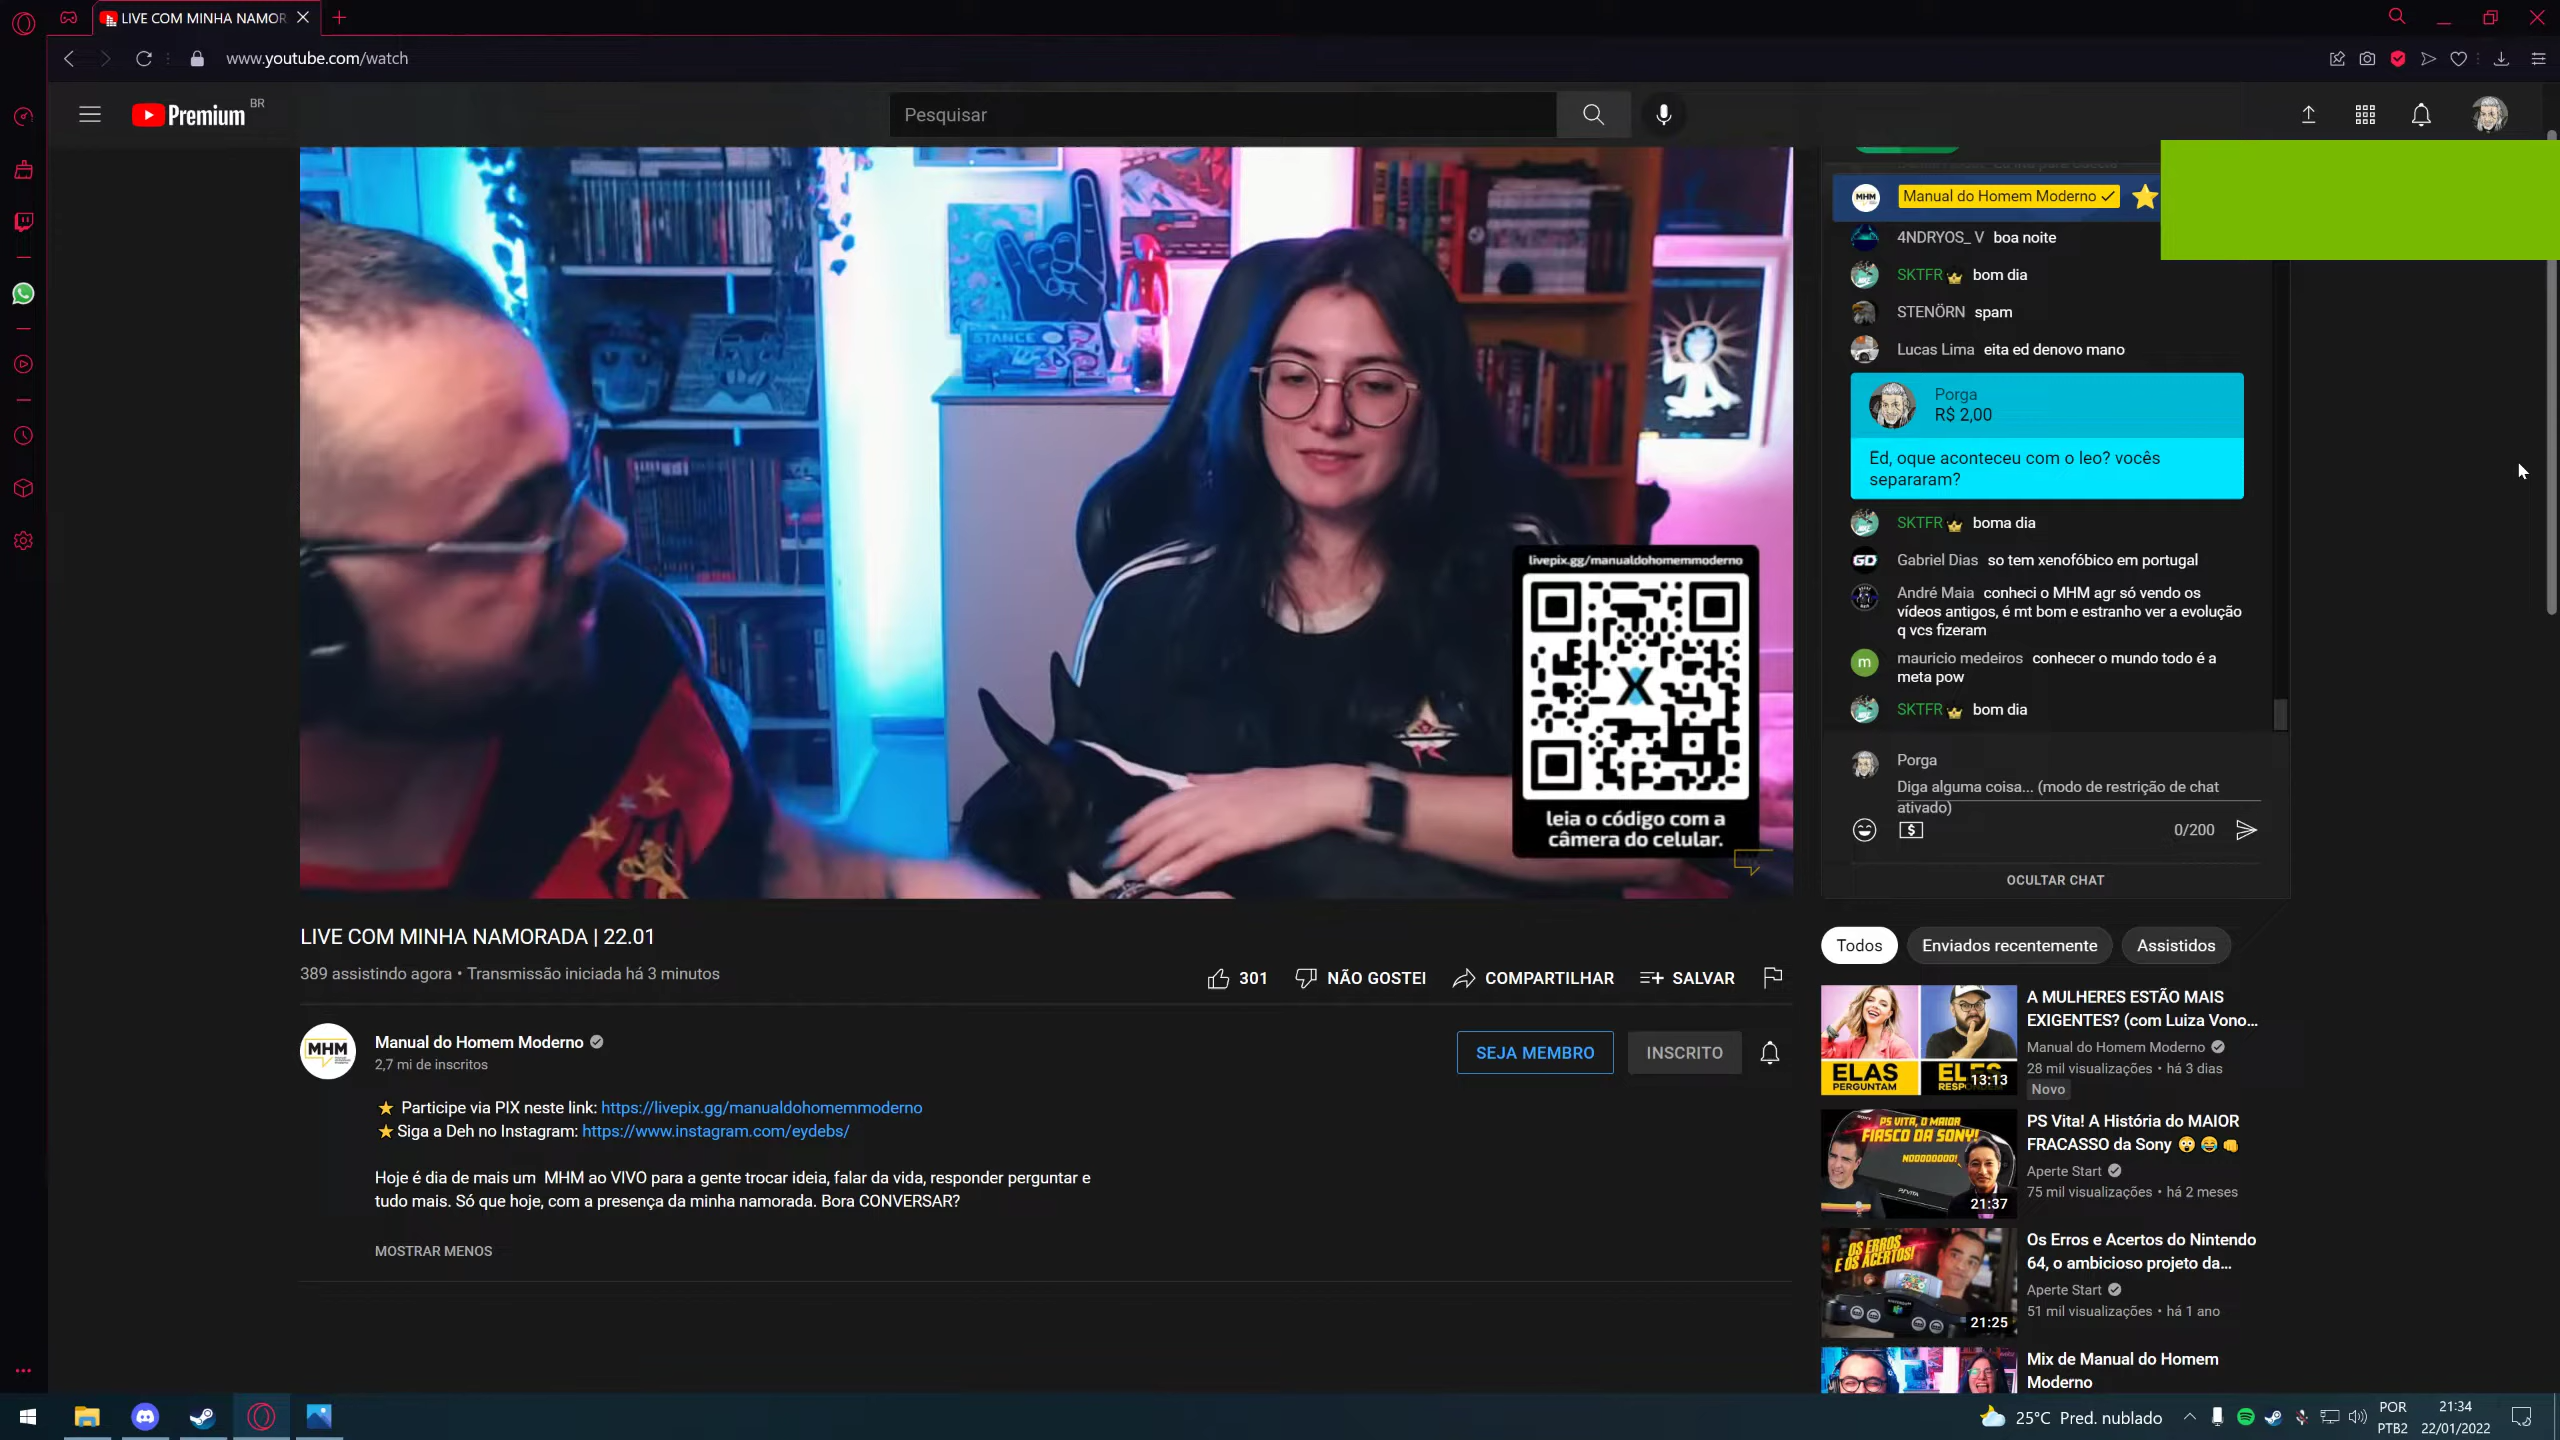 LIVE COM MINHA NAMOR
www.youtube.com/watch
Premium BR
Pesquisar
STANCE
livepix.gg/manualdohomemmoderno
X
leia o código com a
câmera do celular.
MHM Manual do Homem Moderno
4NDRYOS_ V boa noite
SKTFR bom dia
STENÖRN spam
Lucas Lima eita ed denovo mano
Porga
R$ 2,00
Ed, oque aconteceu com o leo? vocês
separaram?
SKTFR boma dia
GD Gabriel Dias so tem xenofóbico em portugal
André Maia conheci o MHM agr só vendo os
vídeos antigos, é mt bom e estranho ver a evolução
q vcs fizeram
m mauricio medeiros conhecer o mundo todo é a
meta pow
SKTFR bom dia
Porga
Diga alguma coisa... (modo de restrição de chat
ativado)
0/200
OCULTAR CHAT
LIVE COM MINHA NAMORADA | 22.01
389 assistindo agora • Transmissão iniciada há 3 minutos
301 NÃO GOSTEI COMPARTILHAR SALVAR
MHM
Manual do Homem Moderno
2,7 mi de inscritos
SEJA MEMBRO INSCRITO
Participe via PIX neste link: https://livepix.gg/manualdohomemmoderno
Siga a Deh no Instagram: https://www.instagram.com/eydebs/
Hoje é dia de mais um MHM ao VIVO para a gente trocar ideia, falar da vida, responder perguntar e
tudo mais. Só que hoje, com a presença da minha namorada. Bora CONVERSAR?
MOSTRAR MENOS
Todos Enviados recentemente Assistidos
ELAS
PERGUNTAM
13:13
A MULHERES ESTÃO MAIS
EXIGENTES? (com Luiza Vono...
Manual do Homem Moderno
28 mil visualizações • há 3 dias
Novo
PS VITA, O MAIOR
FIASCO DA SONY!
21:37
PS Vita! A História do MAIOR
FRACASSO da Sony 😲 😂 👊
Aperte Start
75 mil visualizações • há 2 meses
OS ERROS
E OS ACERTOS!
21:25
Os Erros e Acertos do Nintendo
64, o ambicioso projeto da...
Aperte Start
51 mil visualizações • há 1 ano
Mix de Manual do Homem
Moderno
25°C Pred. nublado
POR
PTB2
21:34
22/01/2022